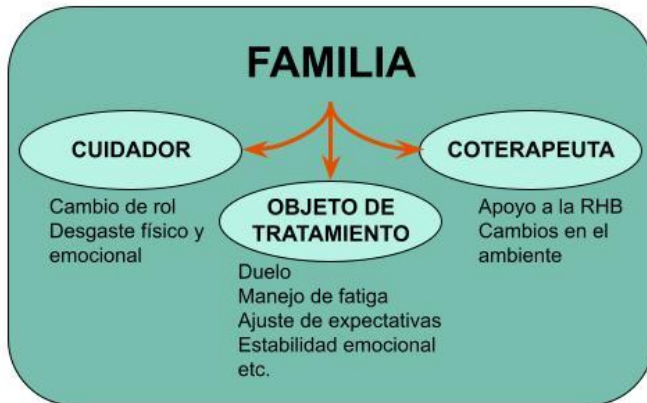 FAMILIA
CUIDADOR
Cambio de rol
Desgaste físico y
emocional
OBJETO DE
TRATAMIENTO
Duelo
Manejo de fatiga
Ajuste de expectativas
Estabilidad emocional
etc.
COTERAPEUTA
Apoyo a la RHB
Cambios en el
ambiente